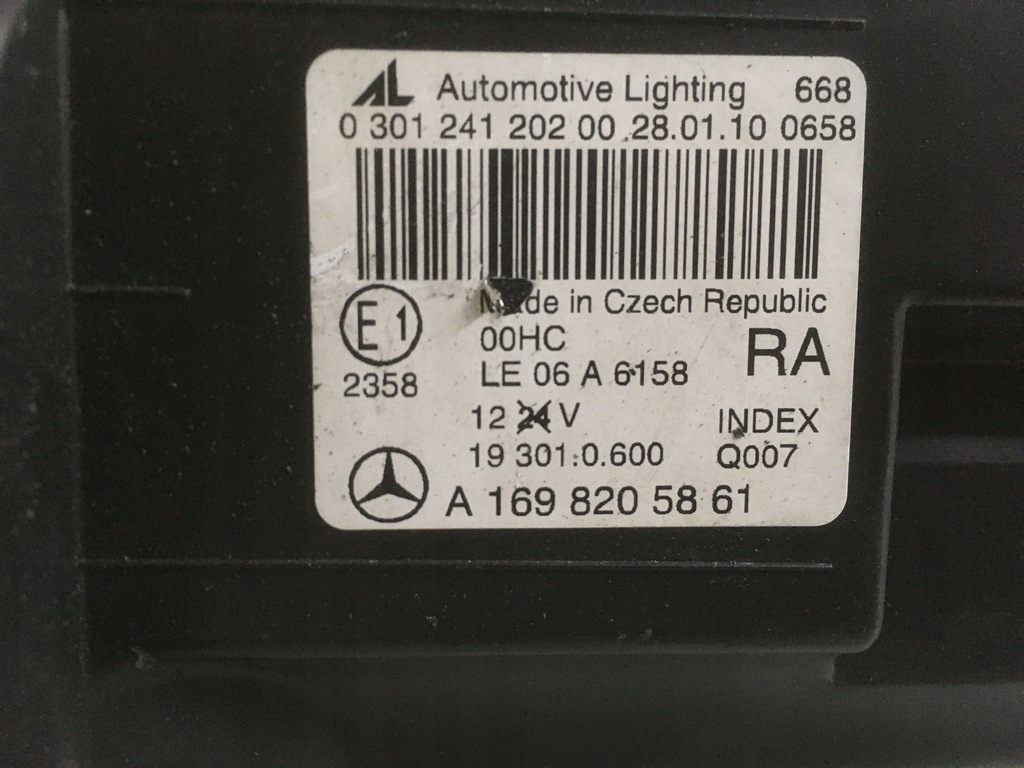 AL Automotive Lighting 668
0 301 241 202 00 28.01.10 0658
Made in Czech Republic
E1
00HC
RA
2358
LE 06 A 6158
12 24 V
INDEX
19 301.0.600
Q007
A 169 820 58 61